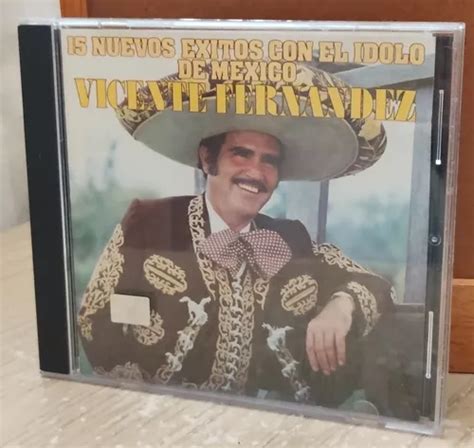 15 NUEVOS EXITOS CON EL IDOLO
DE MEXICO
VICENTE FERNANDEZ